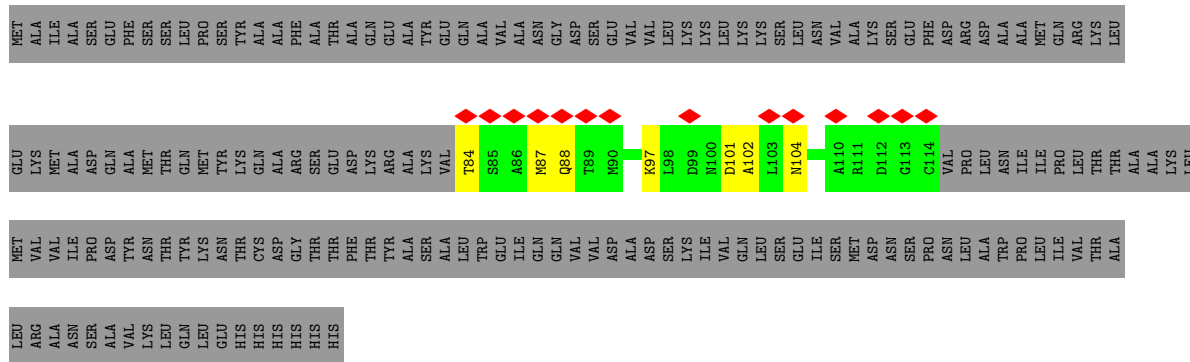 MET ALA ILE ALA SER GLU PHE SER SER LEU PRO SER TYR ALA ALA PHE ALA THR ALA GLN GLU ALA TYR GLU GLN ALA VAL ALA ASN GLY ASP SER GLU VAL VAL LEU LYS LYS LEU LYS LYS SER LEU ASN VAL ALA LYS SER GLU PHE ASP ARG ASP ALA ALA MET GLN ARG LYS LEU
GLU LYS MET ALA ASP GLN ALA MET THR GLN MET TYR LYS GLN ALA ARG SER GLU ASP LYS ARG ALA LYS VAL T84 S85 A86 M87 Q88 T89 M90 K97 L98 D99 N100 D101 A102 L103 N104 A110 R111 D112 G113 C114 VAL PRO LEU ASN ILE ILE PRO LEU THR THR ALA ALA LYS LEU
MET VAL VAL ILE PRO ASP TYR ASN THR TYR LYS ASN THR CYS ASP GLY THR THR PHE THR TYR ALA SER ALA LEU TRP GLU ILE GLN GLN VAL VAL ASP ALA ASP SER LYS ILE VAL GLN LEU SER GLU ILE SER MET ASP ASN SER PRO ASN LEU ALA TRP PRO LEU ILE VAL THR ALA
LEU ARG ALA ASN SER ALA VAL LYS LEU GLN LEU GLU HIS HIS HIS HIS HIS HIS